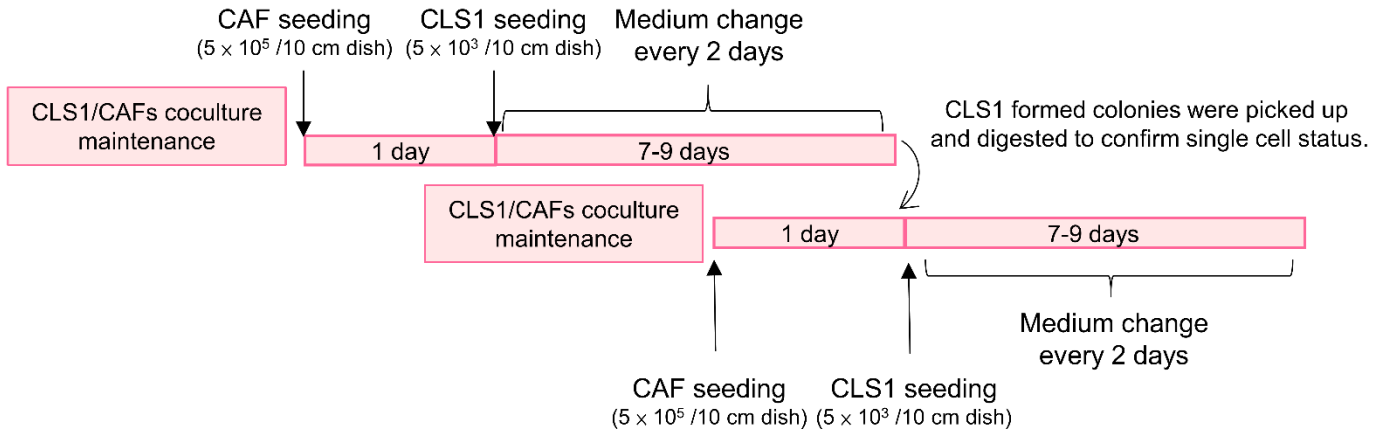 CAF seeding
(5 × 10⁵ /10 cm dish)
CLS1 seeding
(5 × 10³ /10 cm dish)
Medium change
every 2 days
CLS1/CAFs coculture
maintenance
1 day
7-9 days
CLS1 formed colonies were picked up
and digested to confirm single cell status.
CLS1/CAFs coculture
maintenance
1 day
7-9 days
Medium change
every 2 days
CAF seeding
(5 × 10⁵ /10 cm dish)
CLS1 seeding
(5 × 10³ /10 cm dish)